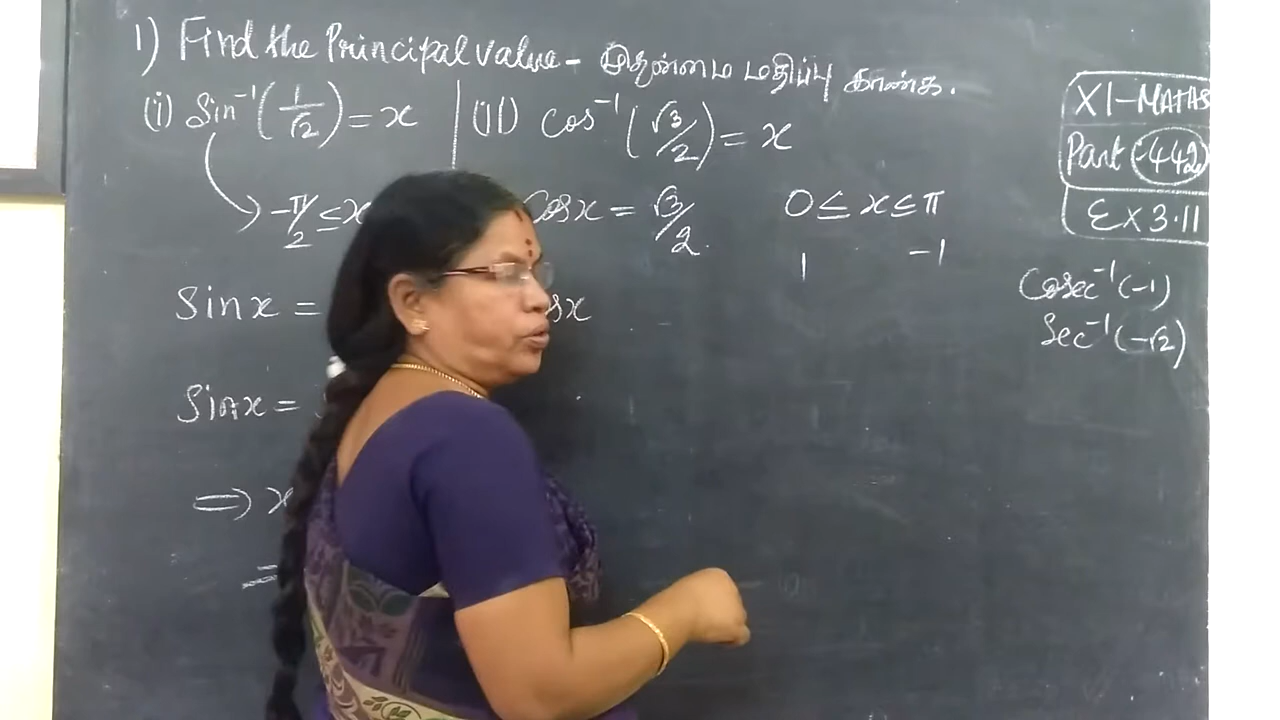 1) Find the Principal value - முதன்மை மதிப்பு காண்க.
(i) Sin⁻¹(1/√2) = x
-π/2 ≤ x
Sin x =
Sin x =
⇒ x
=
(ii) cos⁻¹(√3/2) = x
Cos x = √3/2. 0 ≤ x ≤ π
1 -1
x
XI-MATHS
Part-442
Ex 3.11
Cosec⁻¹(-1)
Sec⁻¹(-√2)